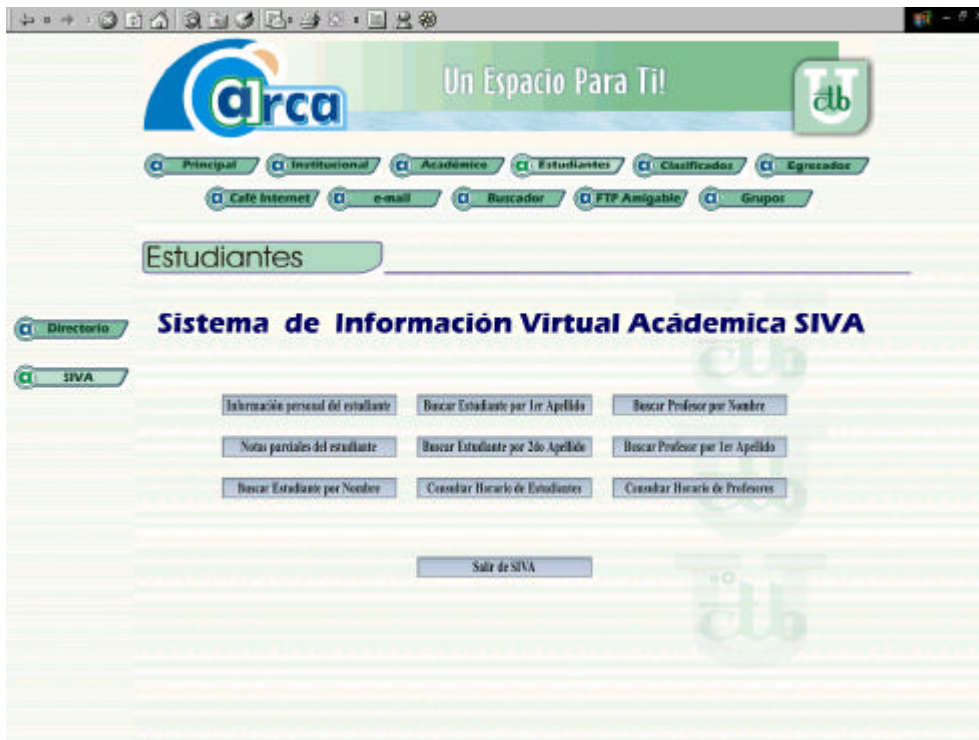 arca
Un Espacio Para Ti!
U ctb
Principal Institucional Académico Estudiantes Clasificados Egresados
Café Internet e-mail Buscador FTP Amigable Grupos
Estudiantes
Directorio
Sistema de Información Virtual Acádemica SIVA
SIVA
Información personal del estudiante Buscar Estudiante por 1er Apellido Buscar Profesor por Nombre
Notas parciales del estudiante Buscar Estudiante por 2do Apellido Buscar Profesor por 1er Apellido
Buscar Estudiante por Nombre Consultar Horario de Estudiantes Consultar Horario de Profesores
Salir de SIVA